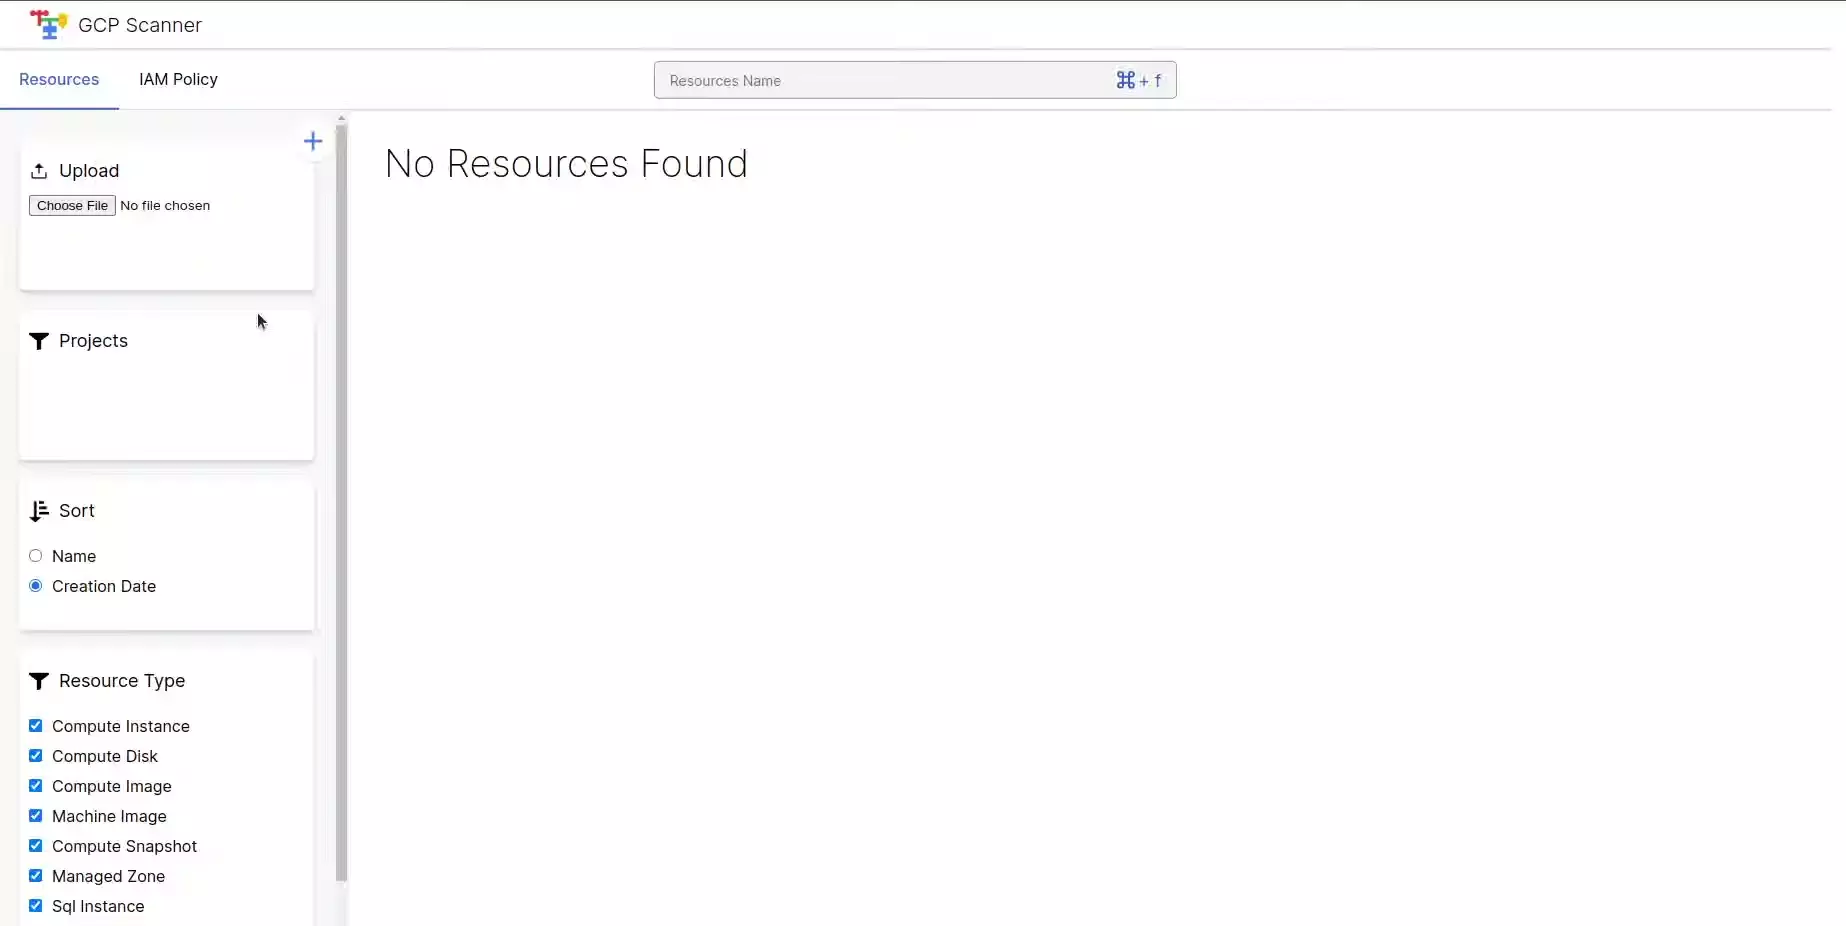 GCP Scanner
Resources IAM Policy
Resources Name ⌘ + f
Upload
Choose File No file chosen
No Resources Found
Projects
Sort
Name
Creation Date
Resource Type
Compute Instance
Compute Disk
Compute Image
Machine Image
Compute Snapshot
Managed Zone
Sql Instance